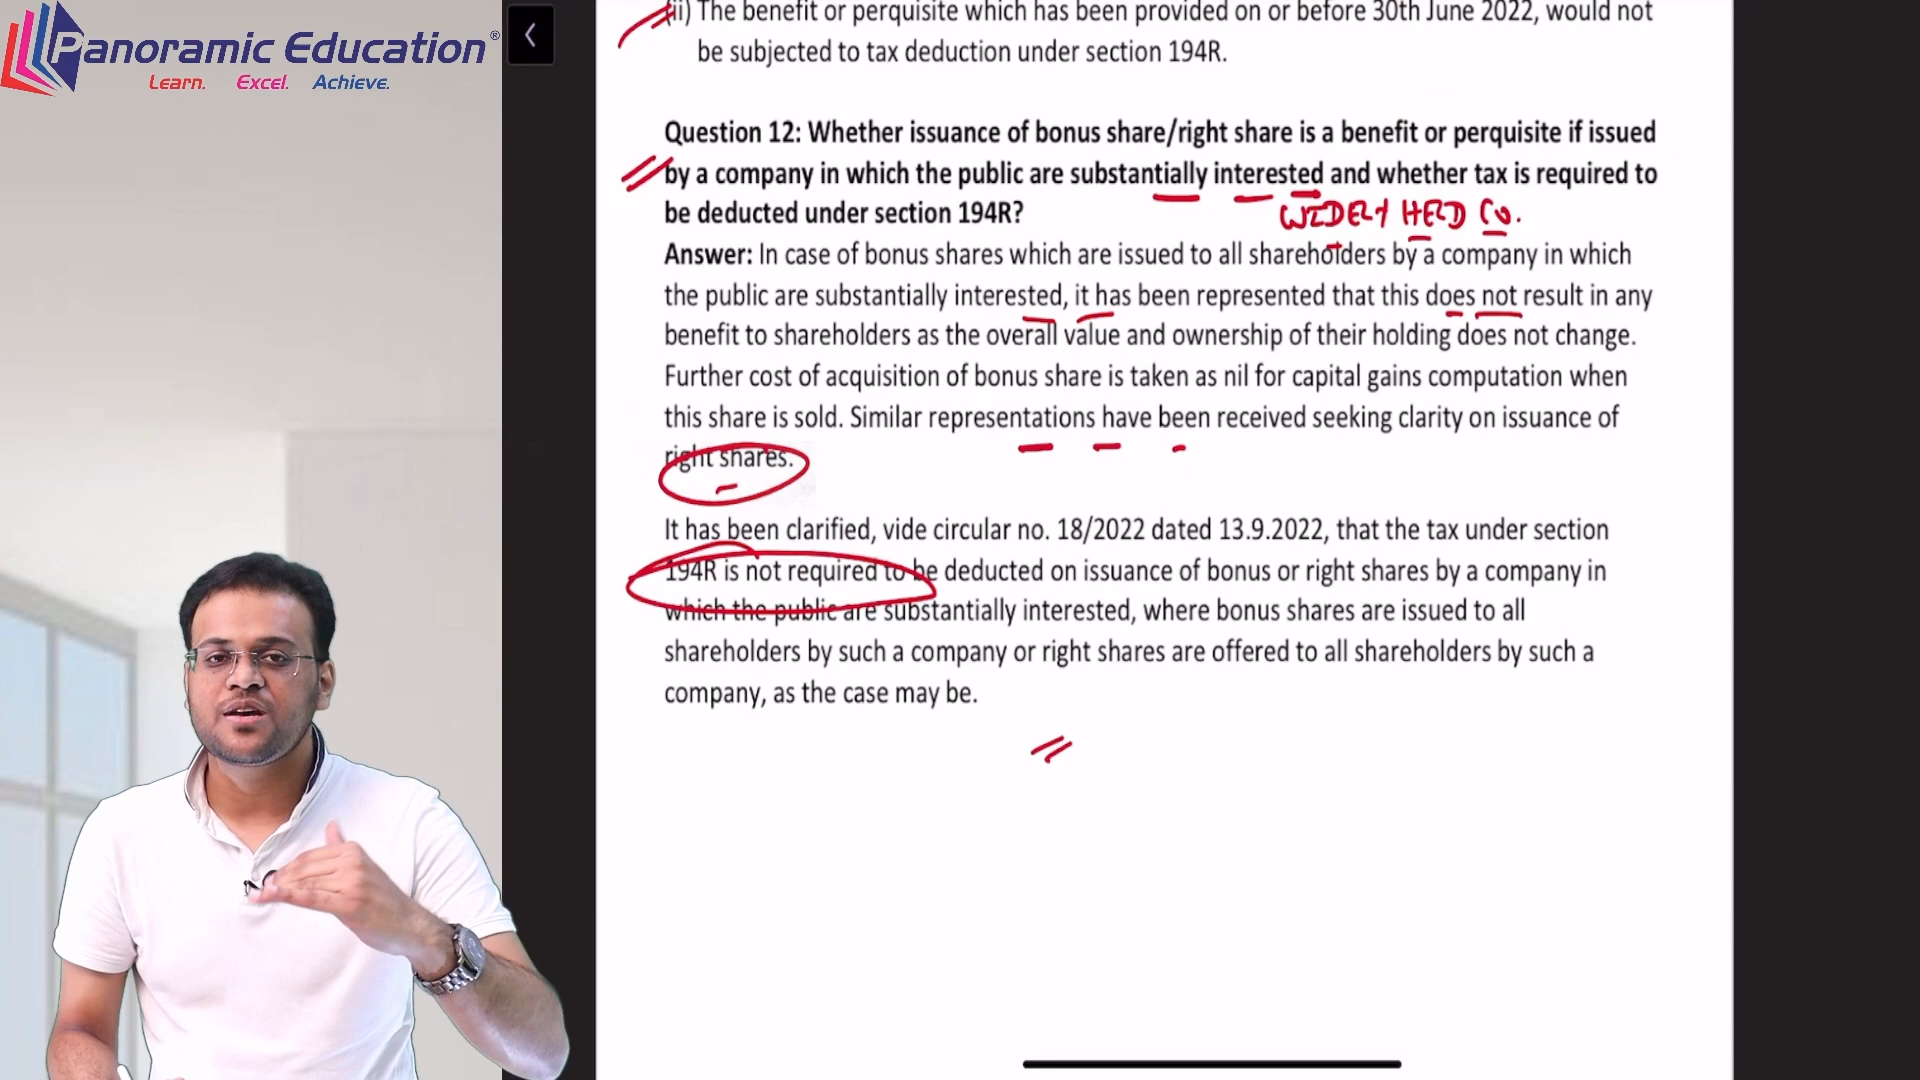 Panoramic Education®
Learn. Excel. Achieve.
(ii) The benefit or perquisite which has been provided on or before 30th June 2022, would not
be subjected to tax deduction under section 194R.
Question 12: Whether issuance of bonus share/right share is a benefit or perquisite if issued
by a company in which the public are substantially interested and whether tax is required to
be deducted under section 194R?
WIDELY HELD Co.
Answer: In case of bonus shares which are issued to all shareholders by a company in which
the public are substantially interested, it has been represented that this does not result in any
benefit to shareholders as the overall value and ownership of their holding does not change.
Further cost of acquisition of bonus share is taken as nil for capital gains computation when
this share is sold. Similar representations have been received seeking clarity on issuance of
right shares.
It has been clarified, vide circular no. 18/2022 dated 13.9.2022, that the tax under section
194R is not required to be deducted on issuance of bonus or right shares by a company in
which the public are substantially interested, where bonus shares are issued to all
shareholders by such a company or right shares are offered to all shareholders by such a
company, as the case may be.